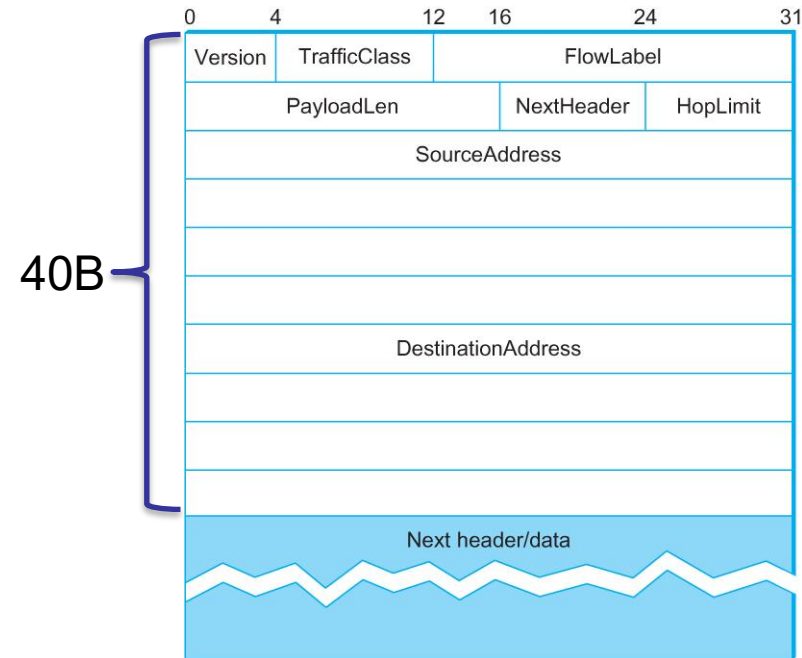 0 4 12 16 24 31
Version TrafficClass FlowLabel
PayloadLen NextHeader HopLimit
SourceAddress
40B
DestinationAddress
Next header/data